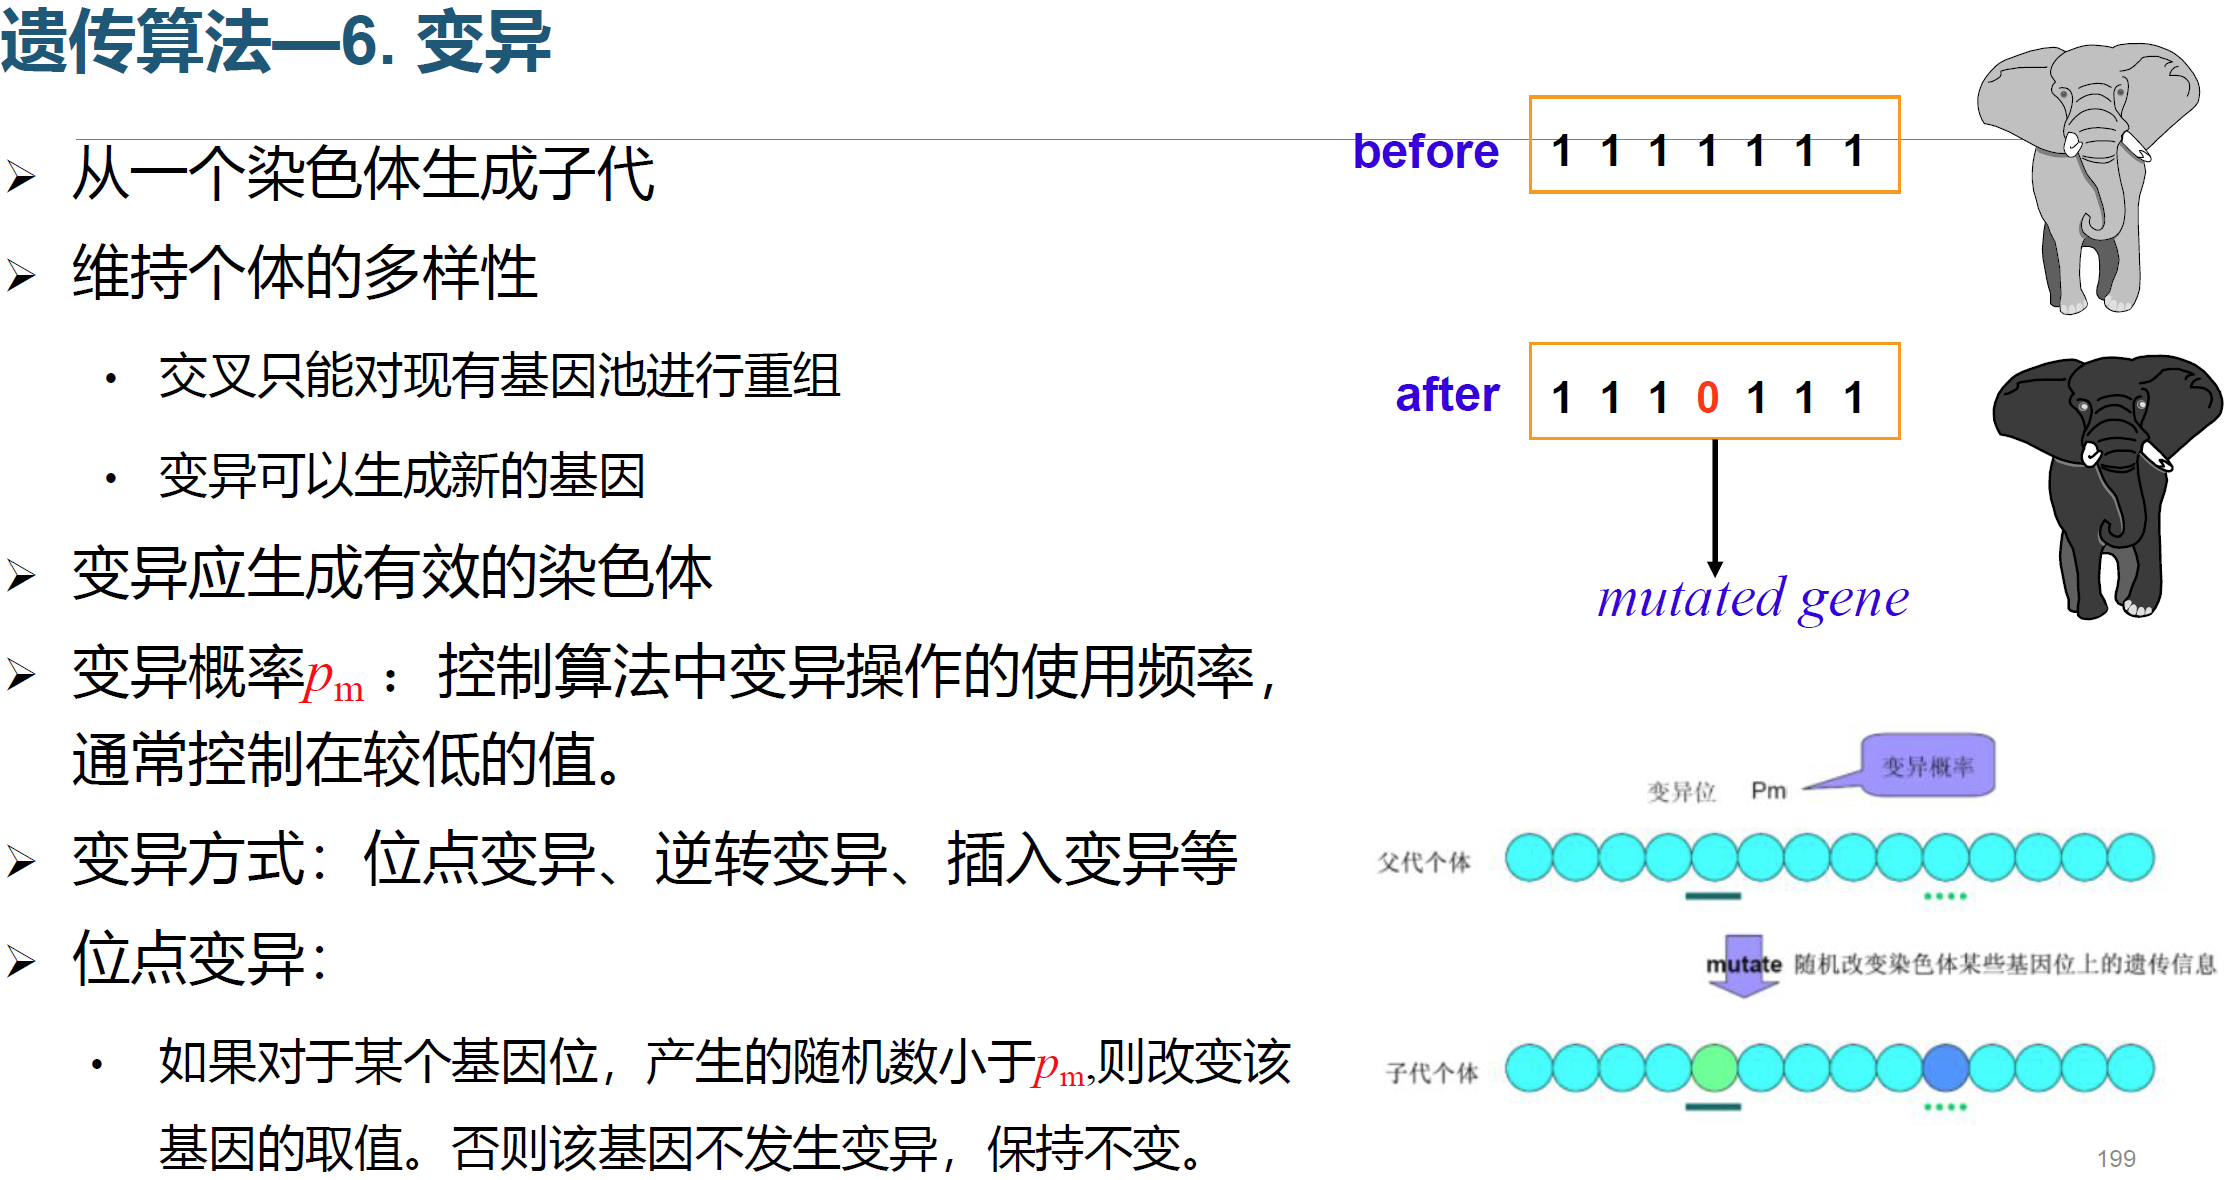 遗传算法—6. 变异
从一个染色体生成子代
维持个体的多样性
交叉只能对现有基因池进行重组
变异可以生成新的基因
变异应生成有效的染色体
变异概率pm：控制算法中变异操作的使用频率，
通常控制在较低的值。
变异方式：位点变异、逆转变异、插入变异等
位点变异：
如果对于某个基因位，产生的随机数小于pm,则改变该
基因的取值。否则该基因不发生变异，保持不变。
before 1 1 1 1 1 1 1
after 1 1 1 0 1 1 1
mutated gene
变异概率
变异位 Pm
父代个体
mutate 随机改变染色体某些基因位上的遗传信息
子代个体
199